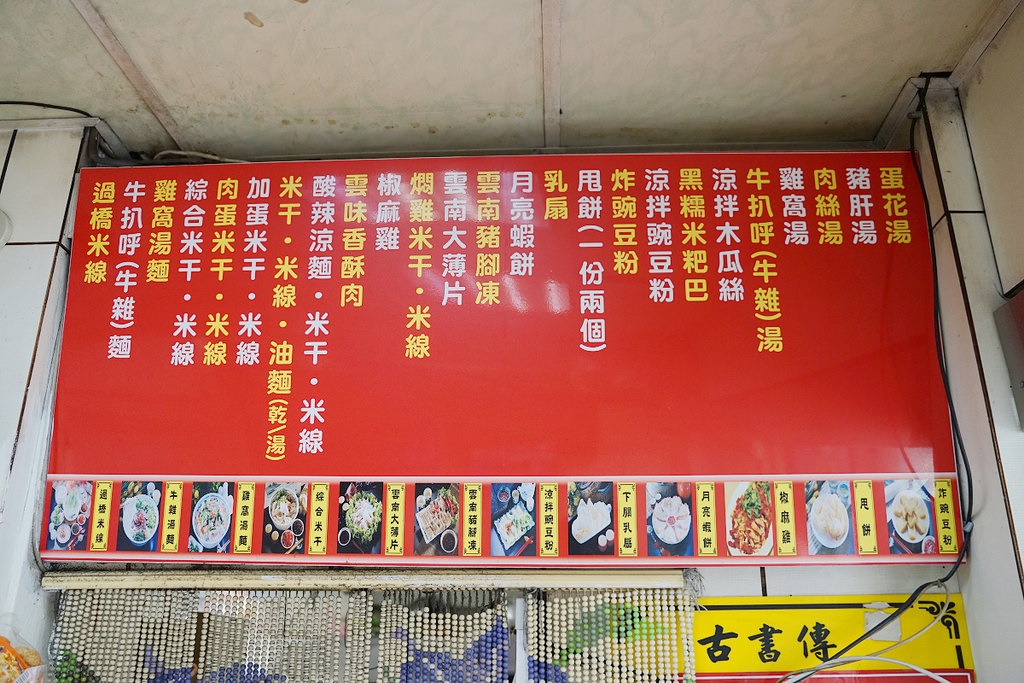 蛋花湯
豬肝湯
肉絲湯
雞窩湯
牛扒呼(牛雜)湯
涼拌木瓜絲
黑糯米粑巴
涼拌豌豆粉
炸豌豆粉
甩餅(一份兩個)
乳扇
月亮蝦餅
雲南豬腳凍
雲南大薄片
燜雞米干・米線
椒麻雞
雲味香酥肉
酸辣涼麵・米干・米線
米干・米線・油麵(乾/湯)
加蛋米干・米線
肉蛋米干・米線
綜合米干・米線
雞窩湯麵
牛扒呼(牛雜)麵
過橋米線
過橋米線
牛雜湯麵
雞窩湯麵
綜合米干
雲南大薄片
雲南豬腳凍
涼拌豌豆粉
下關乳扇
月亮蝦餅
椒麻雞
甩餅
炸豌豆粉
古書傳